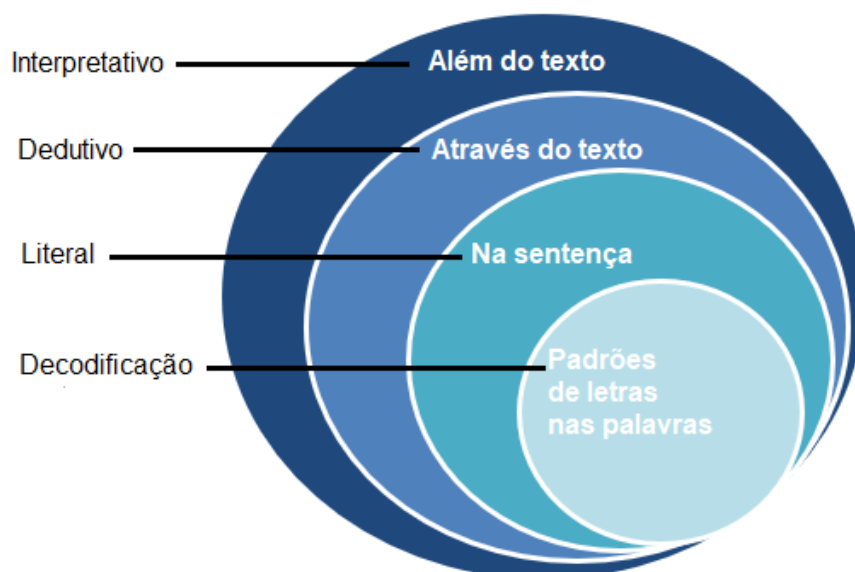 Interpretativo
Além do texto
Dedutivo
Através do texto
Literal
Na sentença
Decodificação
Padrões
de letras
nas palavras